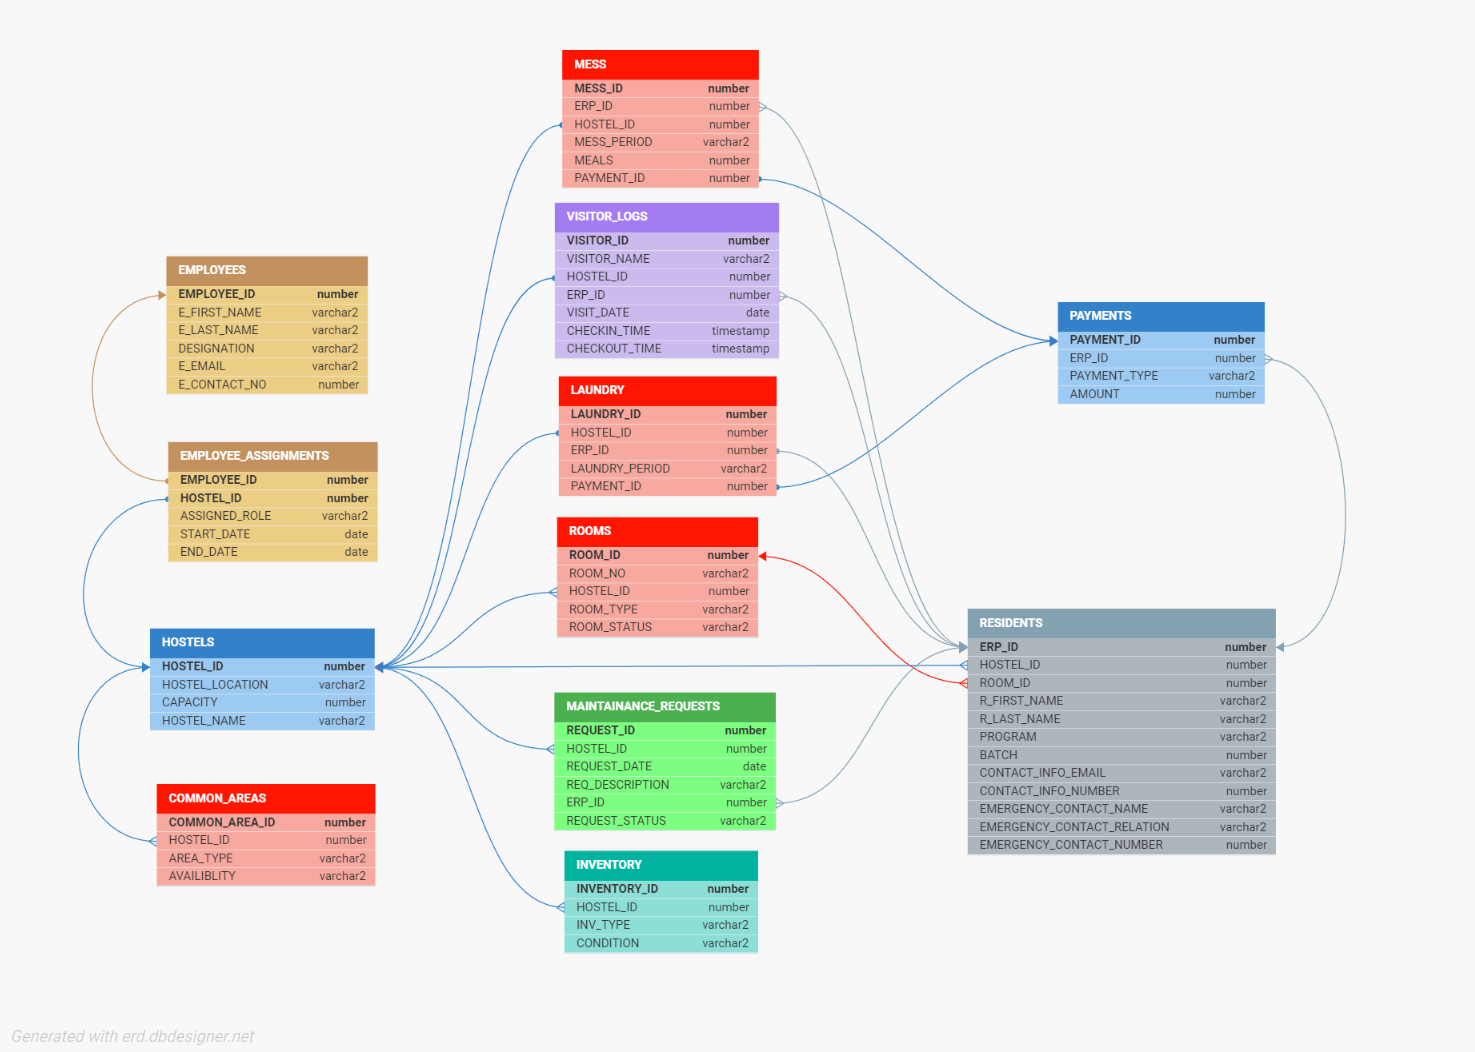 MESS
MESS_ID number
ERP_ID number
HOSTEL_ID number
MESS_PERIOD varchar2
MEALS number
PAYMENT_ID number
VISITOR_LOGS
VISITOR_ID number
VISITOR_NAME varchar2
HOSTEL_ID number
ERP_ID number
VISIT_DATE date
CHECKIN_TIME timestamp
CHECKOUT_TIME timestamp
EMPLOYEES
EMPLOYEE_ID number
E_FIRST_NAME varchar2
E_LAST_NAME varchar2
DESIGNATION varchar2
E_EMAIL varchar2
E_CONTACT_NO number
PAYMENTS
PAYMENT_ID number
ERP_ID number
PAYMENT_TYPE varchar2
AMOUNT number
LAUNDRY
LAUNDRY_ID number
HOSTEL_ID number
ERP_ID number
LAUNDRY_PERIOD varchar2
PAYMENT_ID number
EMPLOYEE_ASSIGNMENTS
EMPLOYEE_ID number
HOSTEL_ID number
ASSIGNED_ROLE varchar2
START_DATE date
END_DATE date
ROOMS
ROOM_ID number
ROOM_NO varchar2
HOSTEL_ID number
ROOM_TYPE varchar2
ROOM_STATUS varchar2
RESIDENTS
ERP_ID number
HOSTEL_ID number
ROOM_ID number
R_FIRST_NAME varchar2
R_LAST_NAME varchar2
PROGRAM varchar2
BATCH number
CONTACT_INFO_EMAIL varchar2
CONTACT_INFO_NUMBER number
EMERGENCY_CONTACT_NAME varchar2
EMERGENCY_CONTACT_RELATION varchar2
EMERGENCY_CONTACT_NUMBER number
HOSTELS
HOSTEL_ID number
HOSTEL_LOCATION varchar2
CAPACITY number
HOSTEL_NAME varchar2
MAINTAINANCE_REQUESTS
REQUEST_ID number
HOSTEL_ID number
REQUEST_DATE date
REQ_DESCRIPTION varchar2
ERP_ID number
REQUEST_STATUS varchar2
COMMON_AREAS
COMMON_AREA_ID number
HOSTEL_ID number
AREA_TYPE varchar2
AVAILIBLITY varchar2
INVENTORY
INVENTORY_ID number
HOSTEL_ID number
INV_TYPE varchar2
CONDITION varchar2
Generated with erd.dbdesigner.net